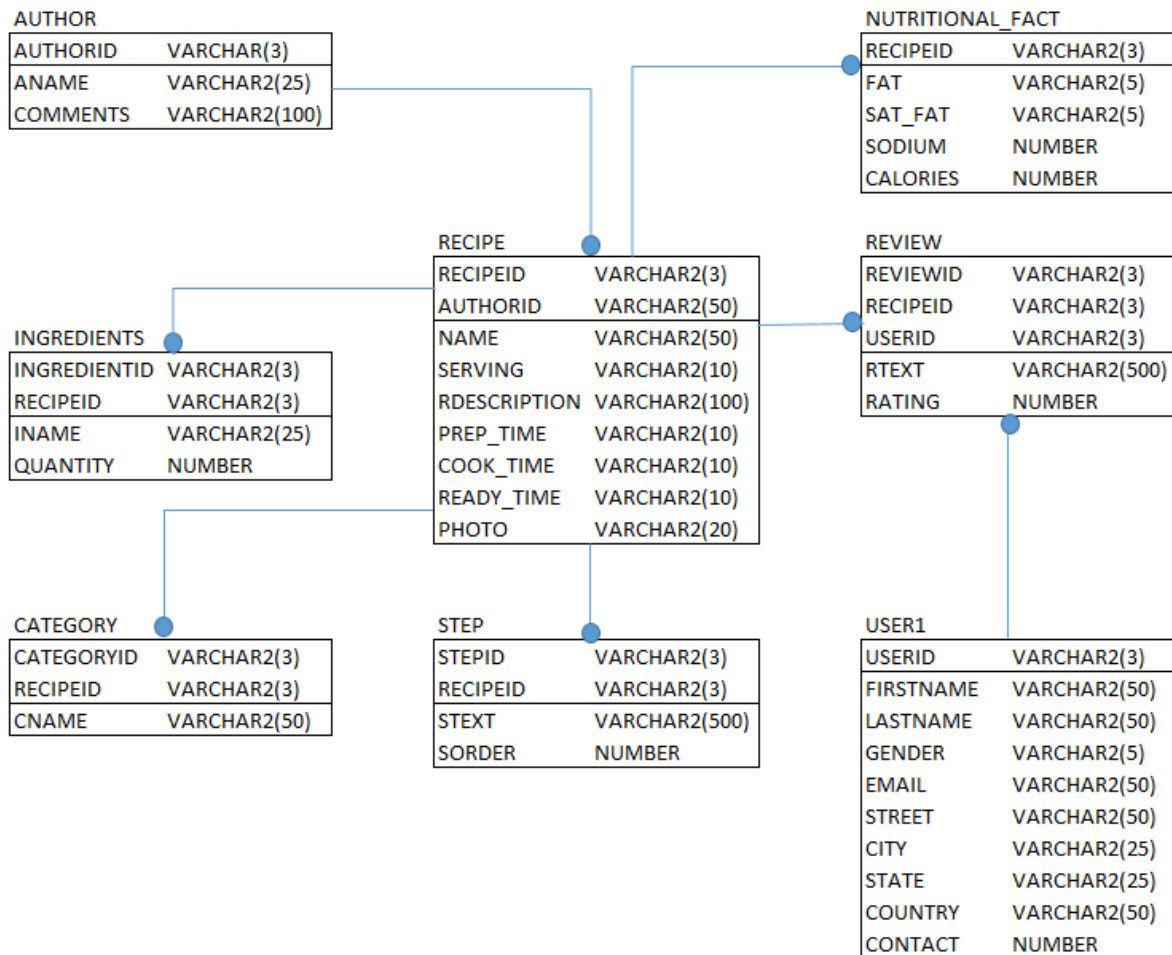 AUTHOR
AUTHORID VARCHAR(3)
ANAME VARCHAR2(25)
COMMENTS VARCHAR2(100)
NUTRITIONAL_FACT
RECIPEID VARCHAR2(3)
FAT VARCHAR2(5)
SAT_FAT VARCHAR2(5)
SODIUM NUMBER
CALORIES NUMBER
RECIPE
RECIPEID VARCHAR2(3)
AUTHORID VARCHAR2(50)
NAME VARCHAR2(50)
SERVING VARCHAR2(10)
RDESCRIPTION VARCHAR2(100)
PREP_TIME VARCHAR2(10)
COOK_TIME VARCHAR2(10)
READY_TIME VARCHAR2(10)
PHOTO VARCHAR2(20)
REVIEW
REVIEWID VARCHAR2(3)
RECIPEID VARCHAR2(3)
USERID VARCHAR2(3)
RTEXT VARCHAR2(500)
RATING NUMBER
INGREDIENTS
INGREDIENTID VARCHAR2(3)
RECIPEID VARCHAR2(3)
INAME VARCHAR2(25)
QUANTITY NUMBER
CATEGORY
CATEGORYID VARCHAR2(3)
RECIPEID VARCHAR2(3)
CNAME VARCHAR2(50)
STEP
STEPID VARCHAR2(3)
RECIPEID VARCHAR2(3)
STEXT VARCHAR2(500)
SORDER NUMBER
USER1
USERID VARCHAR2(3)
FIRSTNAME VARCHAR2(50)
LASTNAME VARCHAR2(50)
GENDER VARCHAR2(5)
EMAIL VARCHAR2(50)
STREET VARCHAR2(50)
CITY VARCHAR2(25)
STATE VARCHAR2(25)
COUNTRY VARCHAR2(50)
CONTACT NUMBER